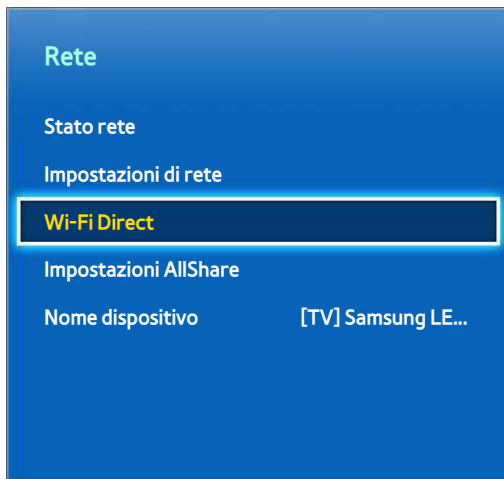 Rete
Stato rete
Impostazioni di rete
Wi-Fi Direct
Impostazioni AllShare
Nome dispositivo [TV] Samsung LE...